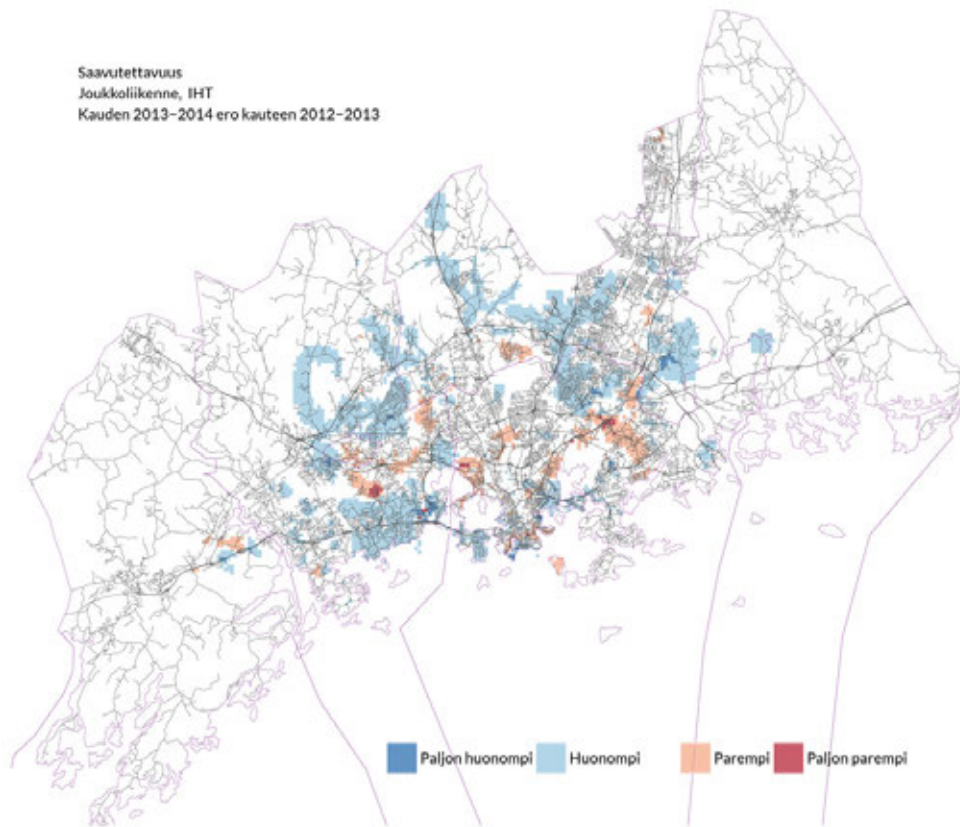 Saavutettavuus
Joukkoliikenne, IHT
Kauden 2013–2014 ero kauteen 2012–2013
Paljon huonompi
Huonompi
Parempi
Paljon parempi